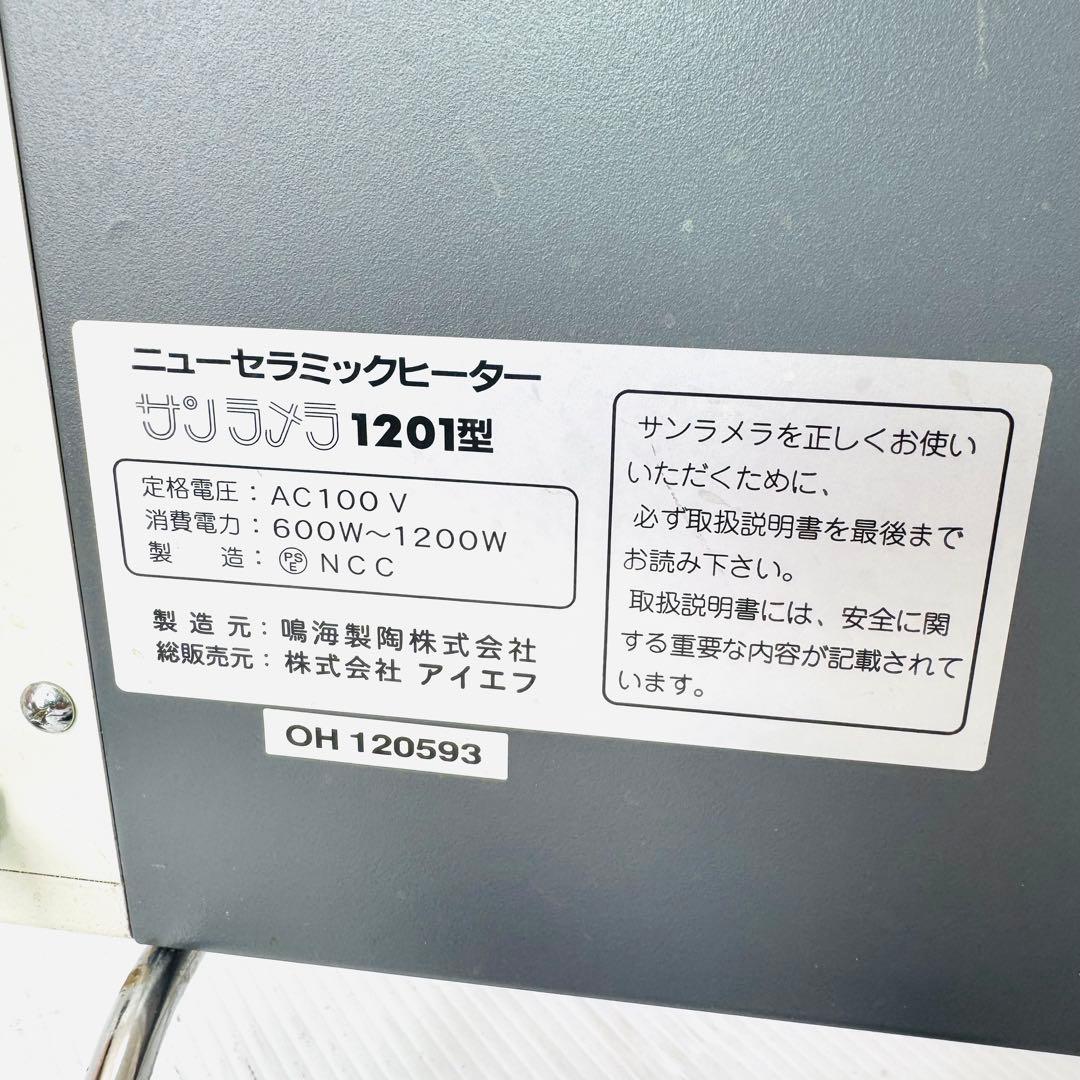 ニューセラミックヒーター
サンラメラ 1201型
定格電圧：AC100V
消費電力：600W～1200W
製　　造：PSE NCC
製造元：鳴海製陶株式会社
総販売元：株式会社 アイエフ
サンラメラを正しくお使い
いただくために、
必ず取扱説明書を最後まで
お読み下さい。
取扱説明書には、安全に関
する重要な内容が記載されて
います。
OH 120593